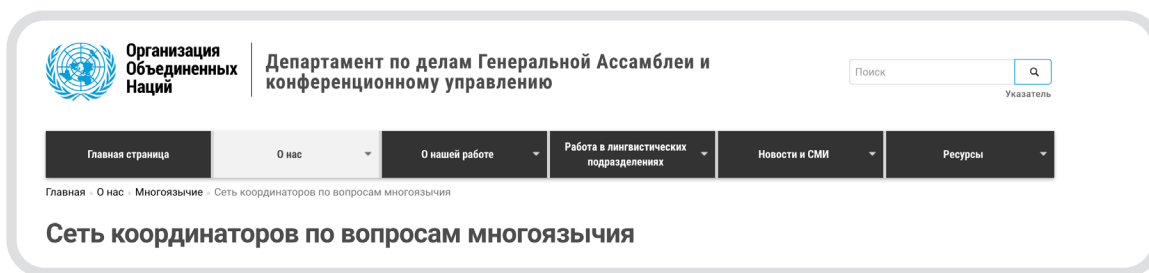 Организация
Объединенных
Наций
Департамент по делам Генеральной Ассамблеи и
конференционному управлению
Поиск
Указатель
Главная страница
О нас
О нашей работе
Работа в лингвистических
подразделениях
Новости и СМИ
Ресурсы
Главная » О нас » Многоязычие » Сеть координаторов по вопросам многоязычия
Сеть координаторов по вопросам многоязычия